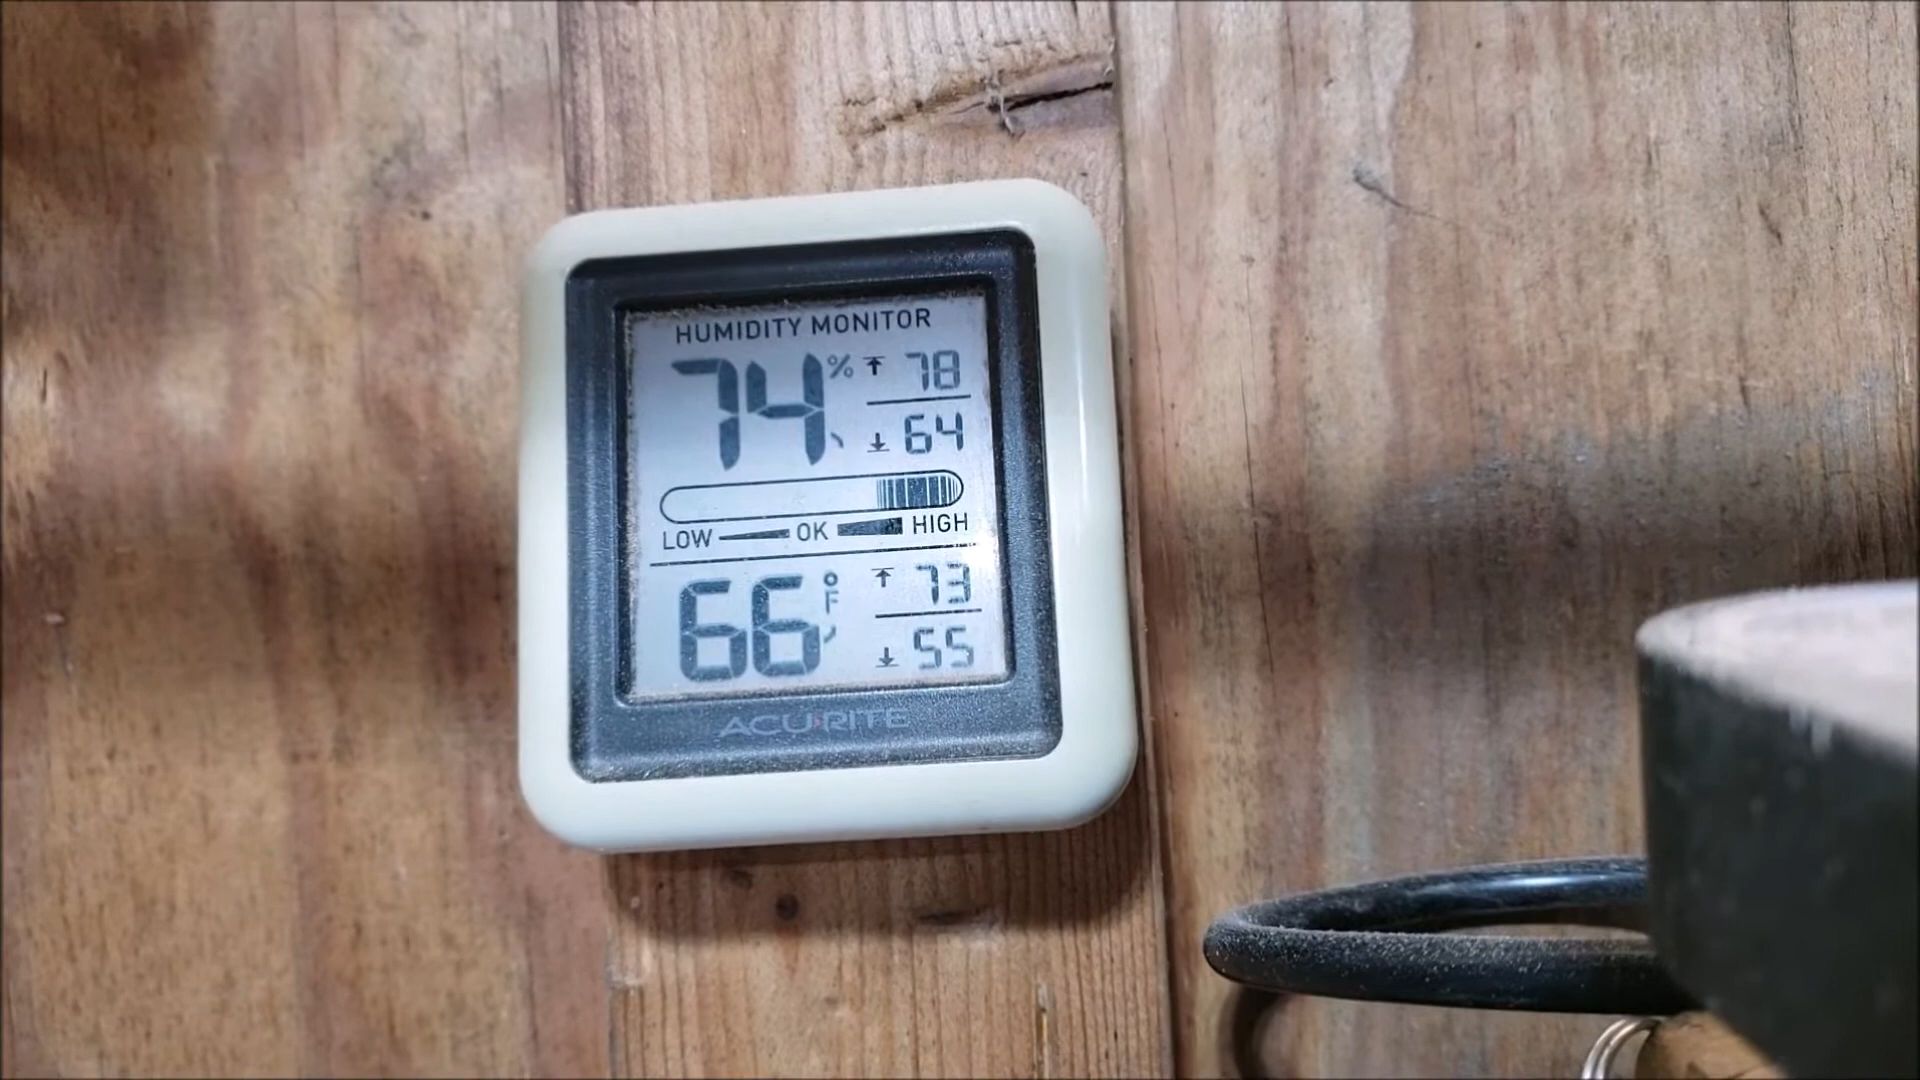 HUMIDITY MONITOR
74% 78
64
LOW OK HIGH
66°F 73
55
ACURITE